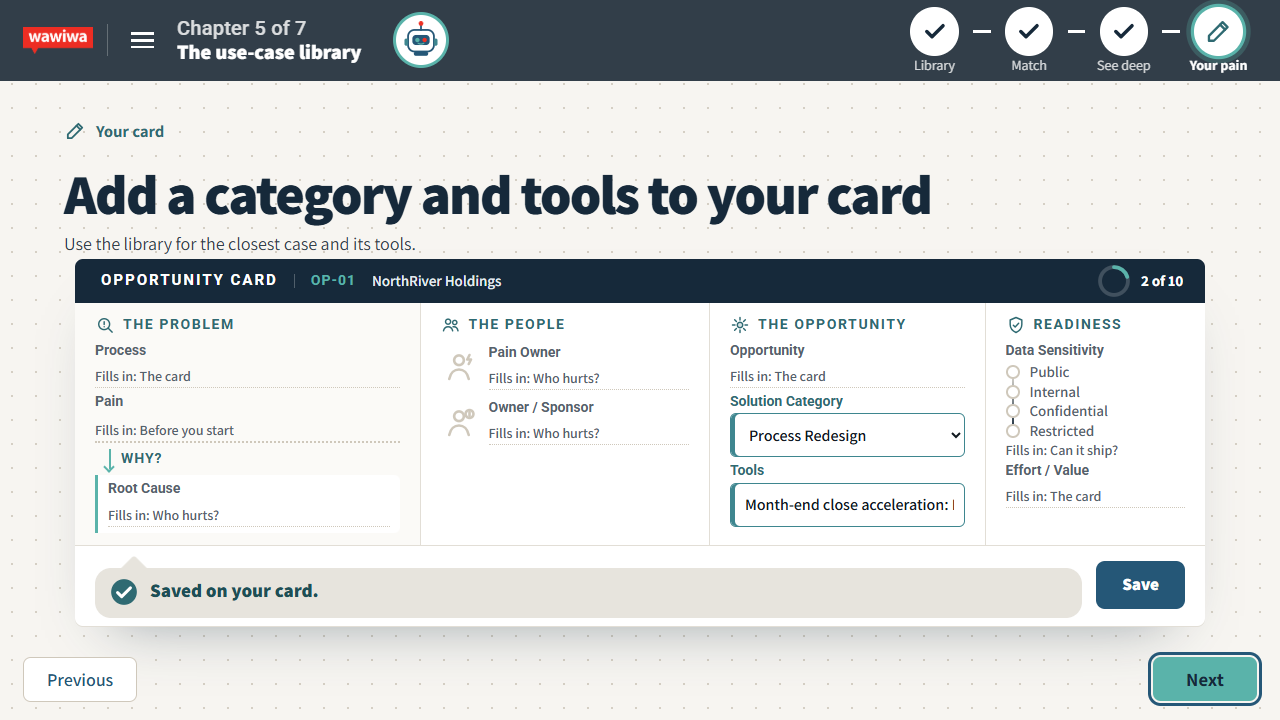 wawiwa
Chapter 5 of 7
The use-case library
Library
Match
See deep
Your pain
Your card
Add a category and tools to your card
Use the library for the closest case and its tools.
OPPORTUNITY CARD
OP-01
NorthRiver Holdings
2 of 10
THE PROBLEM
Process
Fills in: The card
Pain
Fills in: Before you start
WHY?
Root Cause
Fills in: Who hurts?
THE PEOPLE
Pain Owner
Fills in: Who hurts?
Owner / Sponsor
Fills in: Who hurts?
THE OPPORTUNITY
Opportunity
Fills in: The card
Solution Category
Process Redesign
Tools
Month-end close acceleration:
READINESS
Data Sensitivity
Public
Internal
Confidential
Restricted
Fills in: Can it ship?
Effort / Value
Fills in: The card
Saved on your card.
Save
Previous
Next